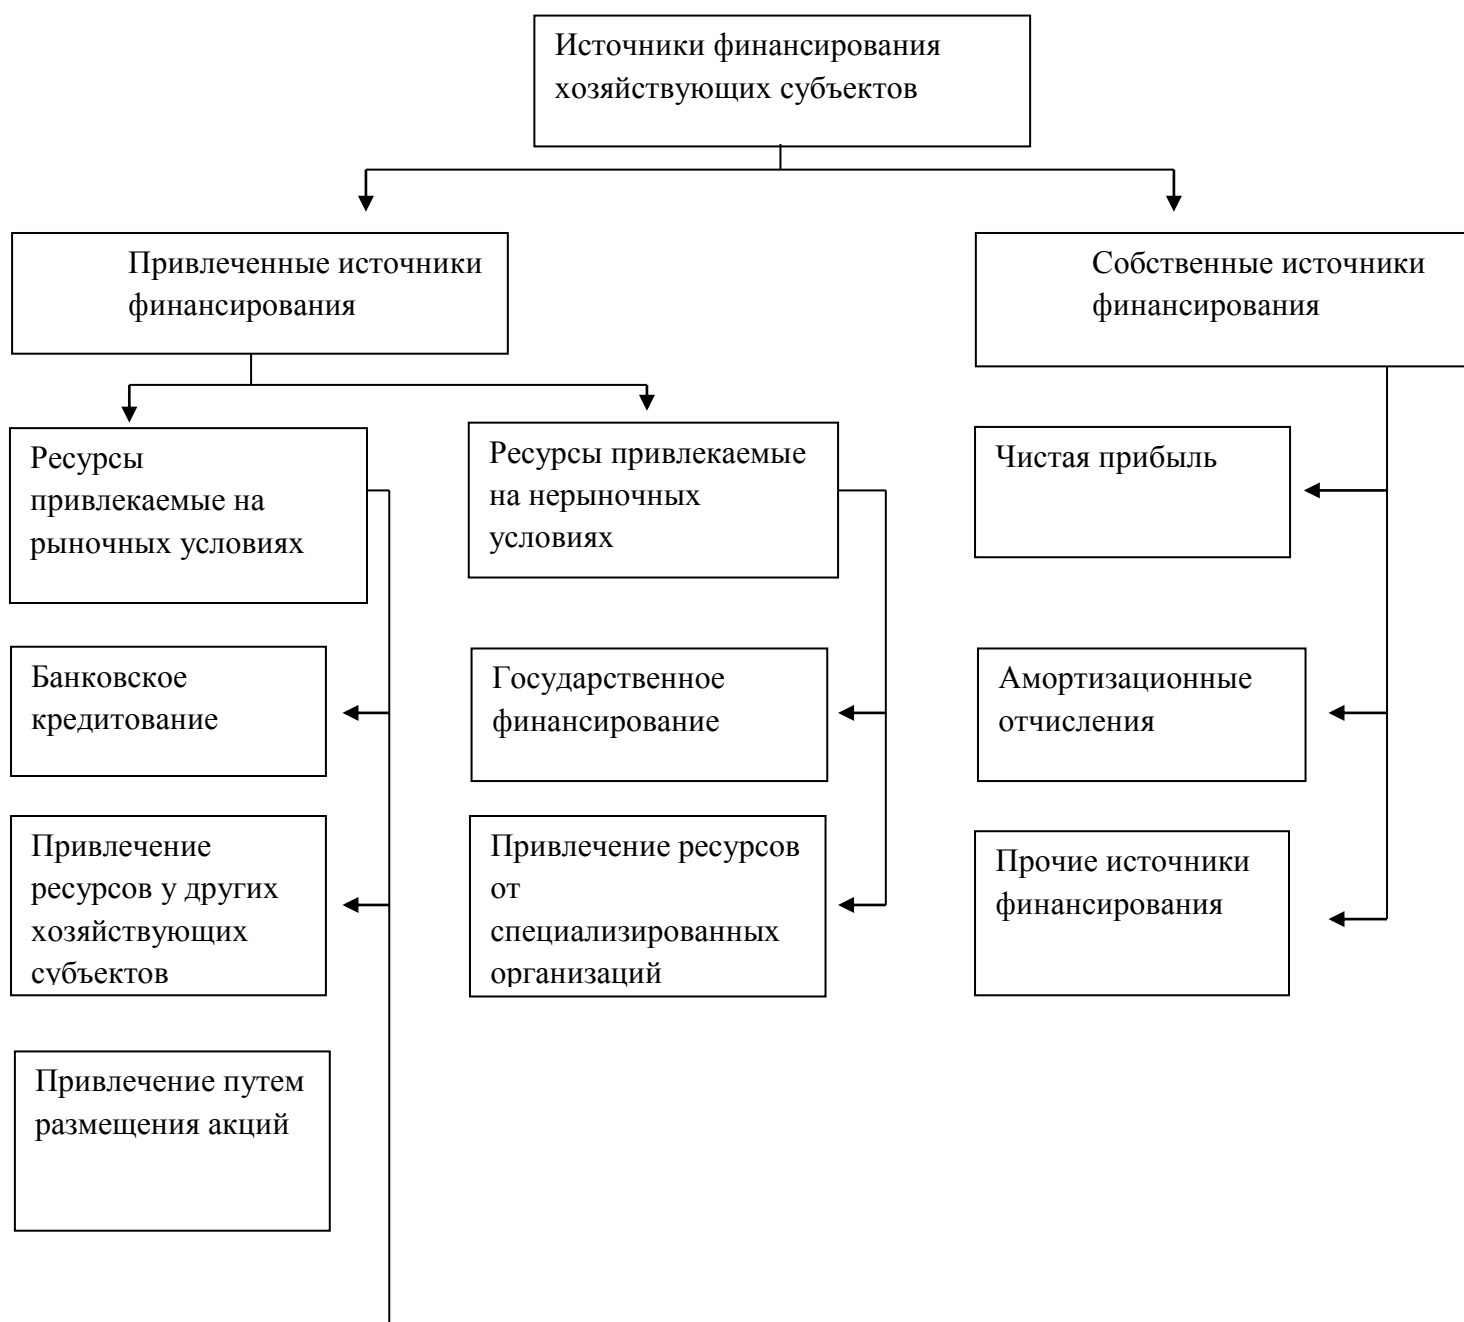 Источники финансирования
хозяйствующих субъектов
Привлеченные источники
финансирования
Собственные источники
финансирования
Ресурсы
привлекаемые на
рыночных условиях
Ресурсы привлекаемые
на нерыночных
условиях
Чистая прибыль
Банковское
кредитование
Государственное
финансирование
Амортизационные
отчисления
Привлечение
ресурсов у других
хозяйствующих
субъектов
Привлечение ресурсов
от
специализированных
организаций
Прочие источники
финансирования
Привлечение путем
размещения акций